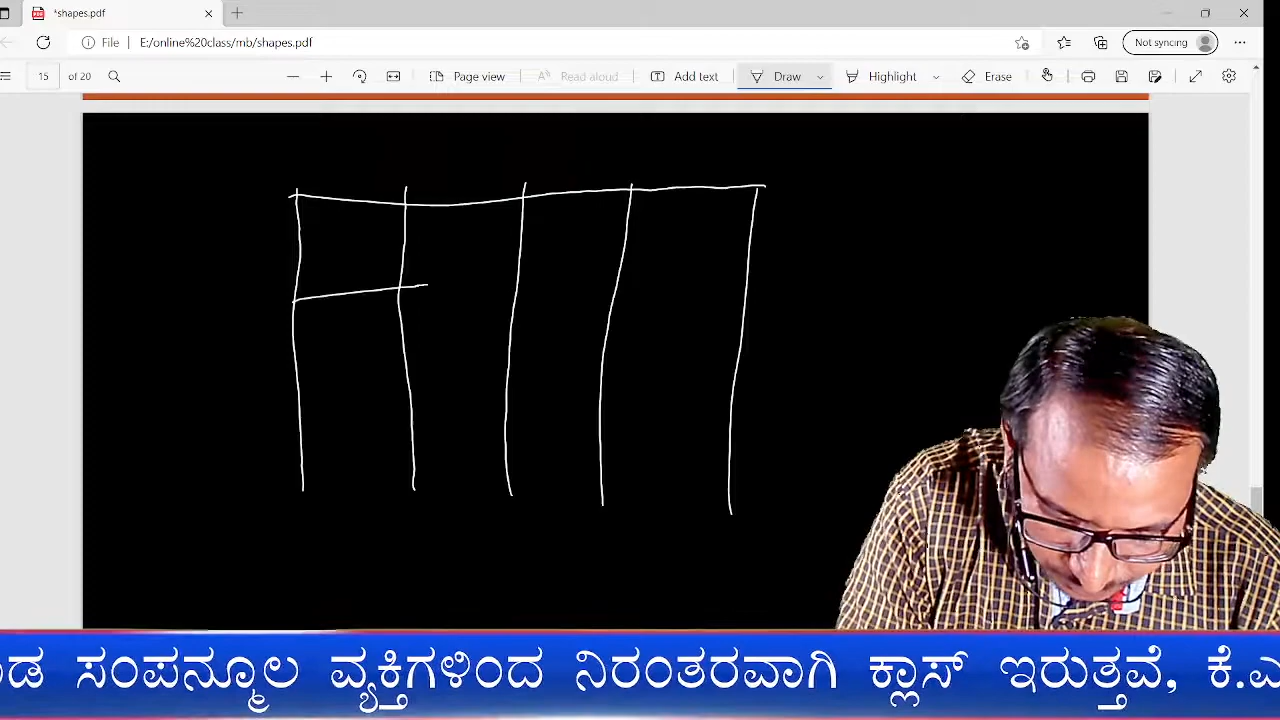 *shapes.pdf
File E:/online%20class/mb/shapes.pdf Not syncing
15 of 20 Page view Read aloud Add text Draw Highlight Erase
ಸಂಪನ್ಮೂಲ ವ್ಯಕ್ತಿಗಳಿಂದ ನಿರಂತರವಾಗಿ ಕ್ಲಾಸ್ ಇರುತ್ತವೆ,